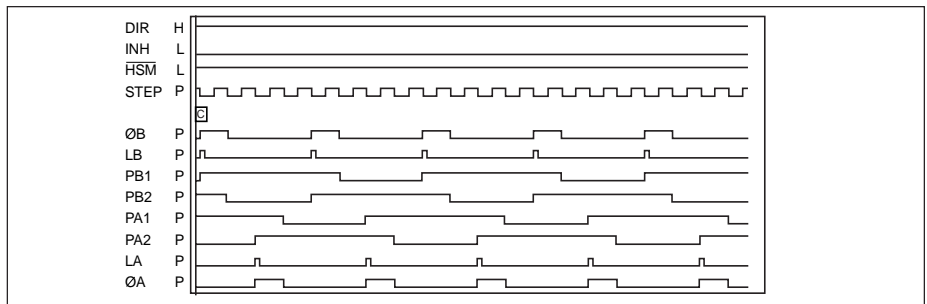 DIR H
INH L
HSM L
STEP P
C
ØB P
LB P
PB1 P
PB2 P
PA1 P
PA2 P
LA P
ØA P